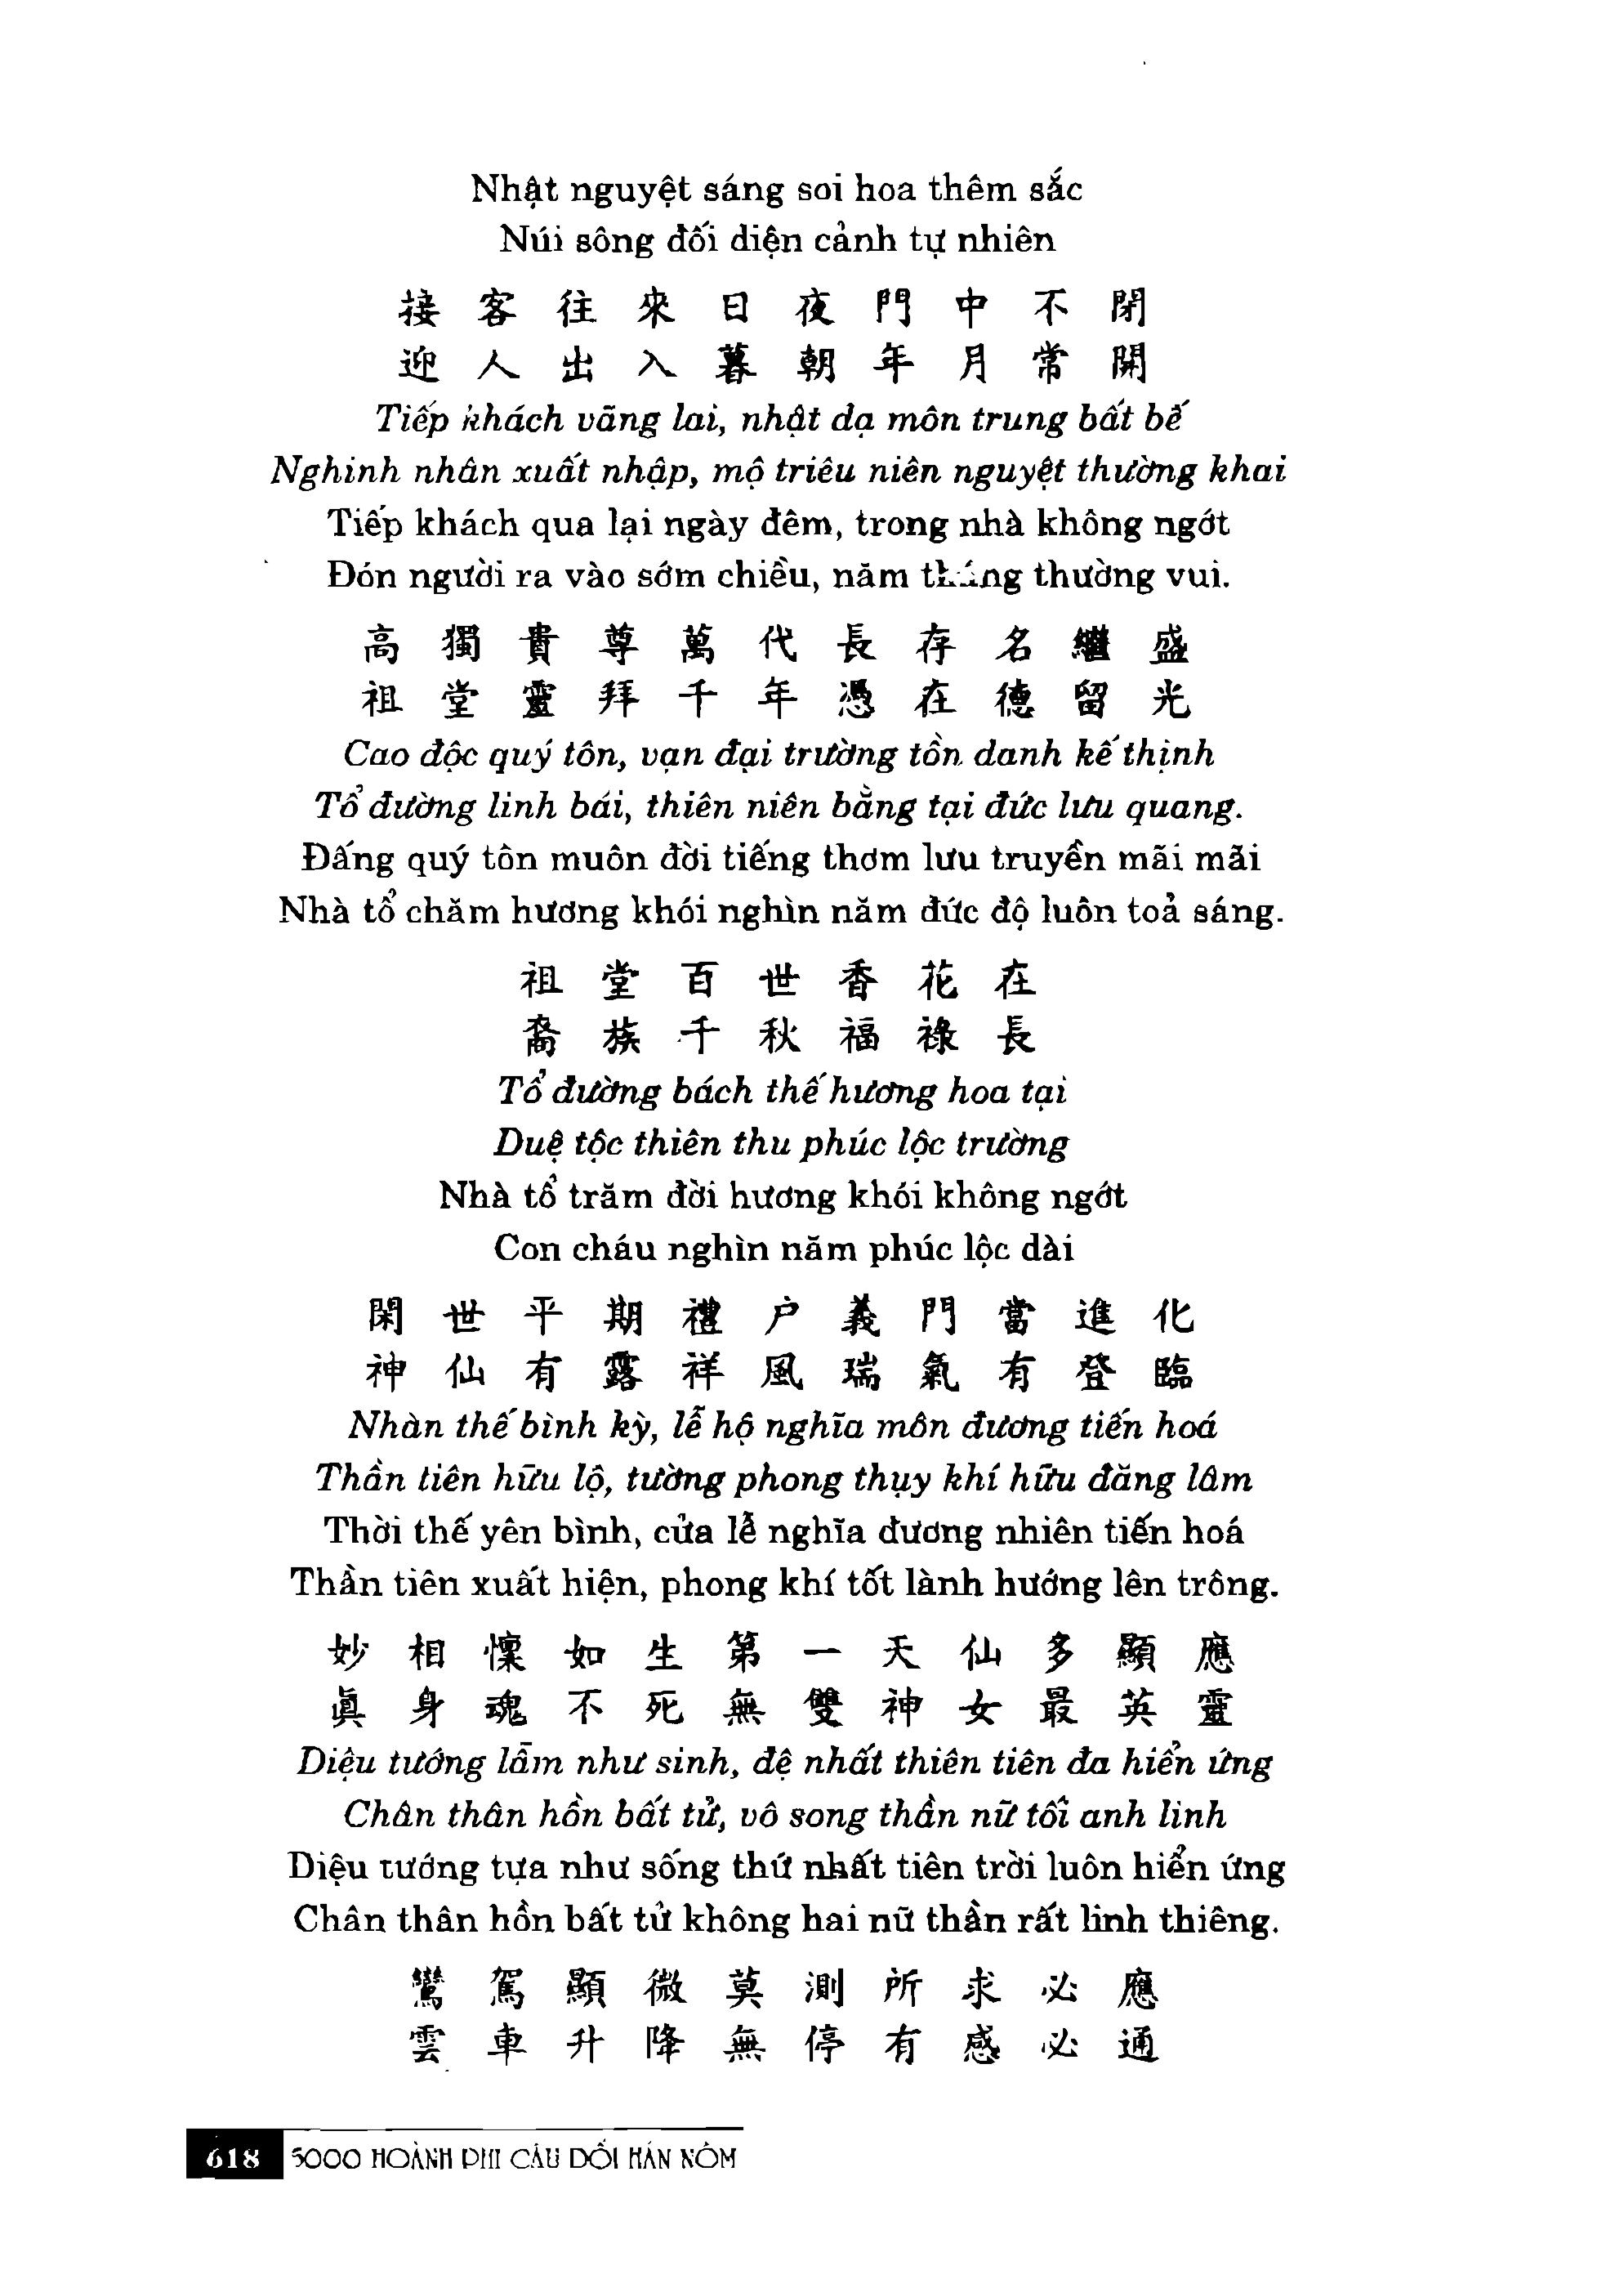 Nhật nguyệt sáng soi hoa thêm sắc
Núi sông đối diện cảnh tự nhiên
接客往來日夜門中不閉
迎人出入暮朝年月常開
Tiếp khách vãng lai, nhật dạ môn trung bất bế
Nghinh nhân xuất nhập, mộ triêu niên nguyệt thường khai
Tiếp khách qua lại ngày đêm, trong nhà không ngớt
Đón người ra vào sớm chiều, năm tháng thường vui.
高獨貴尊萬代長存名繼盛
祖堂靈拜千年憑在德留光
Cao độc quý tôn, vạn đại trường tồn danh kế thịnh
Tổ đường linh bái, thiên niên bằng tại đức lưu quang.
Đấng quý tôn muôn đời tiếng thơm lưu truyền mãi mãi
Nhà tổ chăm hương khói nghìn năm đức độ luôn toả sáng.
祖堂百世香花在
裔族千秋福祿長
Tổ đường bách thế hương hoa tại
Duệ tộc thiên thu phúc lộc trường
Nhà tổ trăm đời hương khói không ngớt
Con cháu nghìn năm phúc lộc dài
閑世平期禮户義門當進化
神仙有露祥風瑞氣有登臨
Nhàn thế bình kỳ, lễ hộ nghĩa môn đương tiến hoá
Thần tiên hữu lộ, tường phong thụy khí hữu đăng lâm
Thời thế yên bình, cửa lễ nghĩa đương nhiên tiến hoá
Thần tiên xuất hiện, phong khí tốt lành hướng lên trông.
妙相懍如生第一天仙多顯應
眞身魂不死無雙神女最英靈
Diệu tướng lẫm như sinh, đệ nhất thiên tiên đa hiển ứng
Chân thân hồn bất tử, vô song thần nữ tối anh linh
Diệu tướng tựa như sống thứ nhất tiên trời luôn hiển ứng
Chân thân hồn bất tử không hai nữ thần rất linh thiêng.
鸞駕顯微莫測所求必應
雲車升降無停有感必通
618 5000 HOÀNH PHI CÂU ĐỐI HÁN NÔM